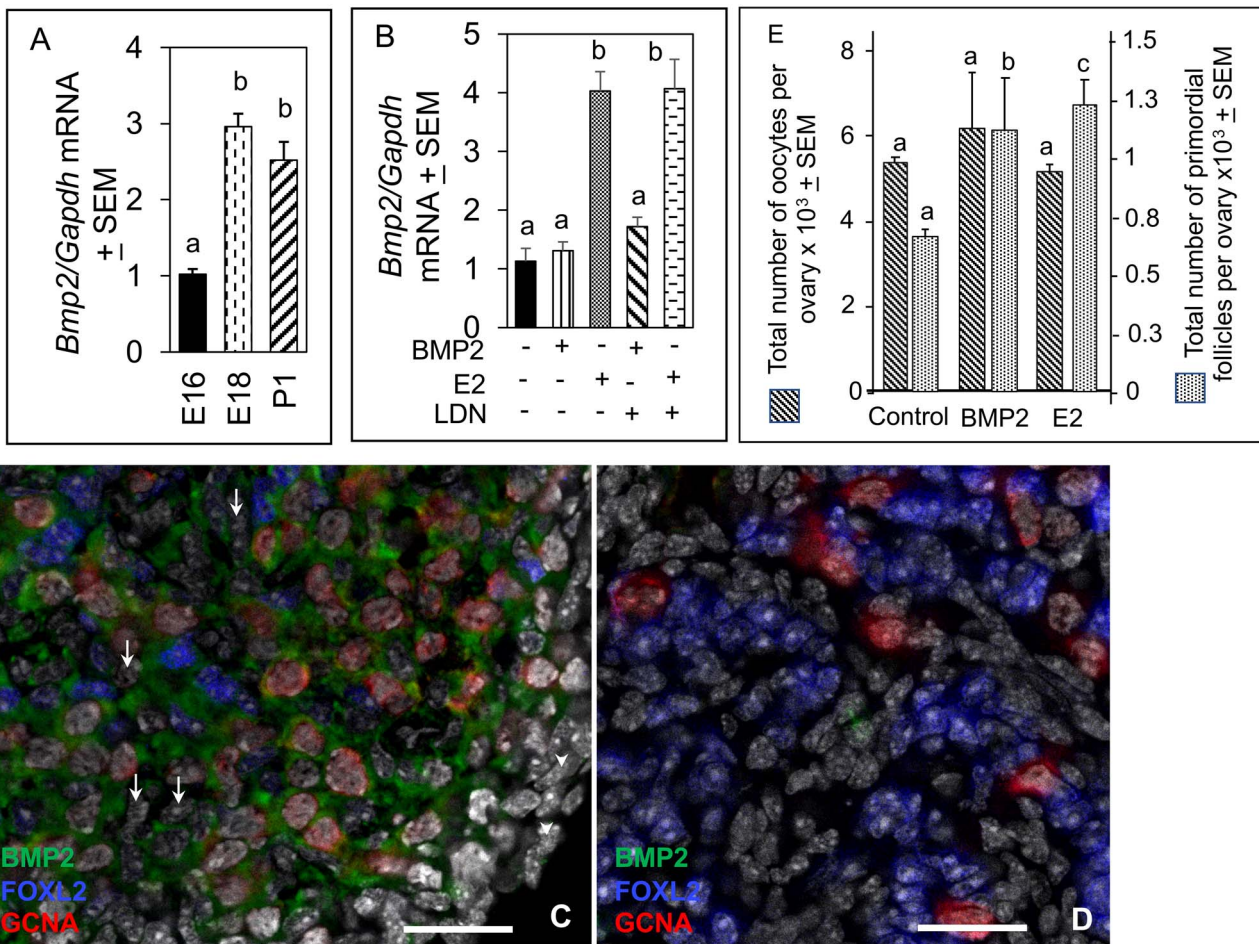 A
Bmp2/Gapdh mRNA
± SEM
4
3
2
1
0
a
b
b
E16
E18
P1
B
Bmp2/Gapdh
mRNA ± SEM
5
4
3
2
1
0
a
a
b
a
b
BMP2 - + - + -
E2 - - + - +
LDN - - - + +
E
Total number of oocytes per
ovary x 10³ ± SEM
8
6
4
2
0
a
a
a
b
a
c
Control
BMP2
E2
1.5
1.3
1
0.8
0.5
0.3
0
Total number of primordial
follicles per ovary x10³ ± SEM
BMP2
FOXL2
GCNA
C
BMP2
FOXL2
GCNA
D